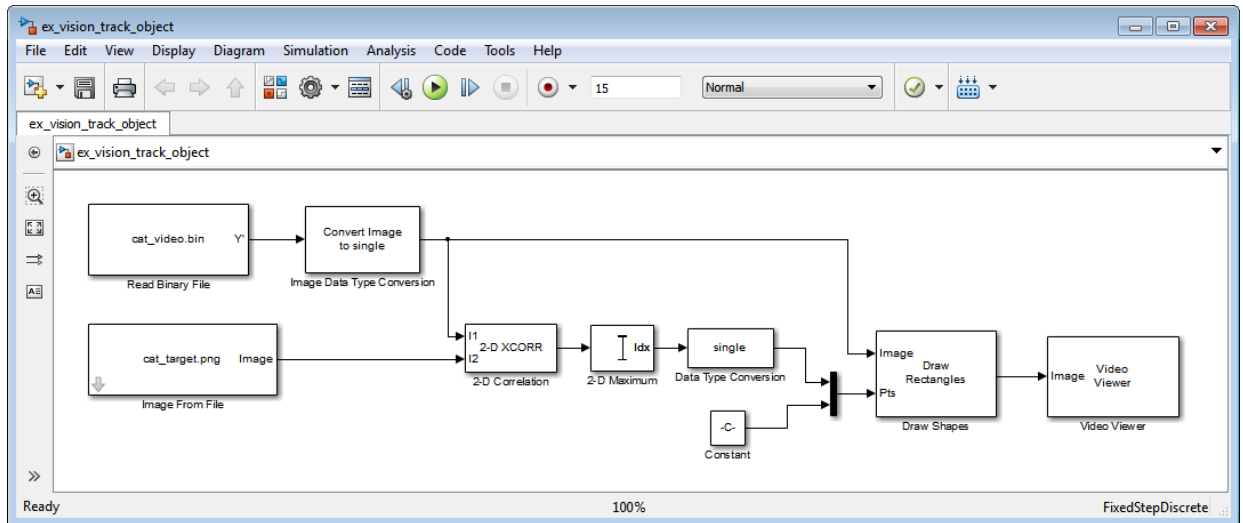 ex_vision_track_object
File Edit View Display Diagram Simulation Analysis Code Tools Help
15
Normal
ex_vision_track_object
ex_vision_track_object
cat_video.bin
Y'
Read Binary File
Convert Image
to single
Image Data Type Conversion
cat_target.png
Image
Image From File
I1
I2
2-D XCORR
2-D Correlation
Idx
2-D Maximum
single
Data Type Conversion
-C-
Constant
Image
Pts
Draw
Rectangles
Draw Shapes
Image
Video
Viewer
Video Viewer
Ready
100%
FixedStepDiscrete